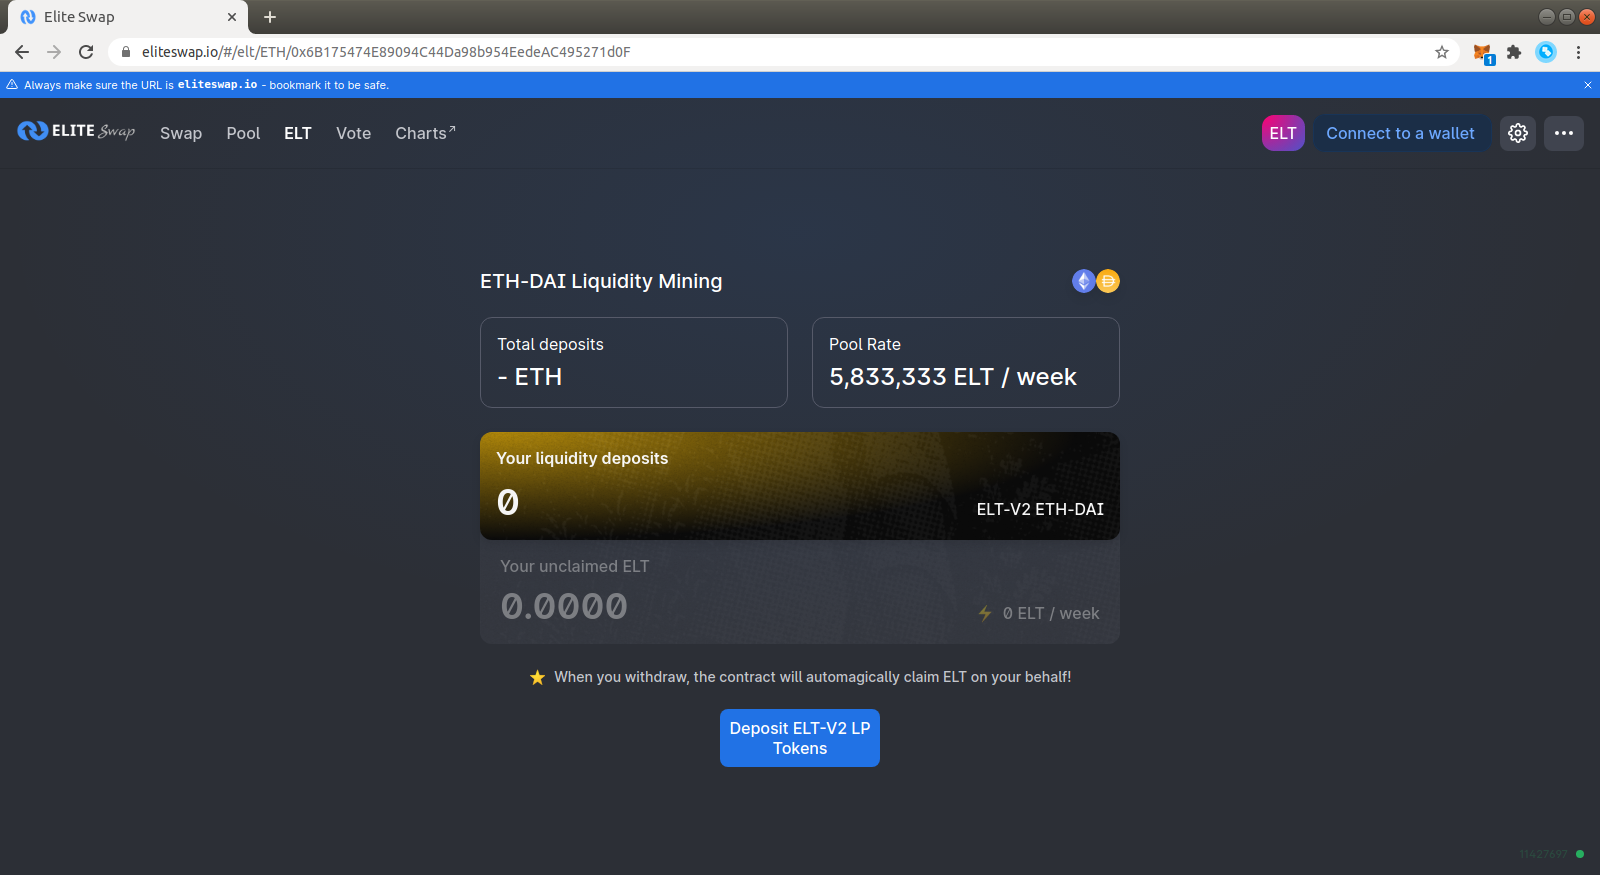 Elite Swap
eliteswap.io/#/elt/ETH/0x6B175474E89094C44Da98b954EedeAC495271d0F
1
Always make sure the URL is eliteswap.io - bookmark it to be safe.
ELITE Swap
Swap
Pool
ELT
Vote
Charts↗
ELT
Connect to a wallet
ETH-DAI Liquidity Mining
Total deposits
- ETH
Pool Rate
5,833,333 ELT / week
Your liquidity deposits
0
ELT-V2 ETH-DAI
Your unclaimed ELT
0.0000
0 ELT / week
When you withdraw, the contract will automagically claim ELT on your behalf!
Deposit ELT-V2 LP
Tokens
11427697